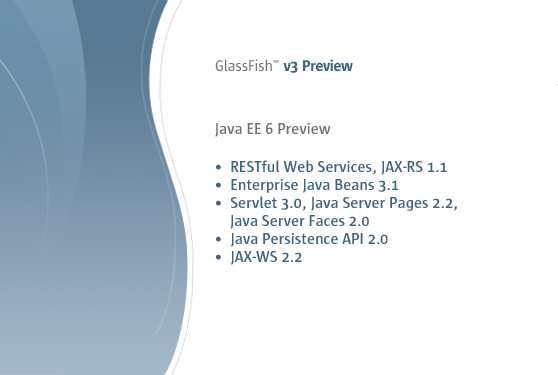 GlassFish™ v3 Preview
Java EE 6 Preview
• RESTful Web Services, JAX-RS 1.1
• Enterprise Java Beans 3.1
• Servlet 3.0, Java Server Pages 2.2,
Java Server Faces 2.0
• Java Persistence API 2.0
• JAX-WS 2.2